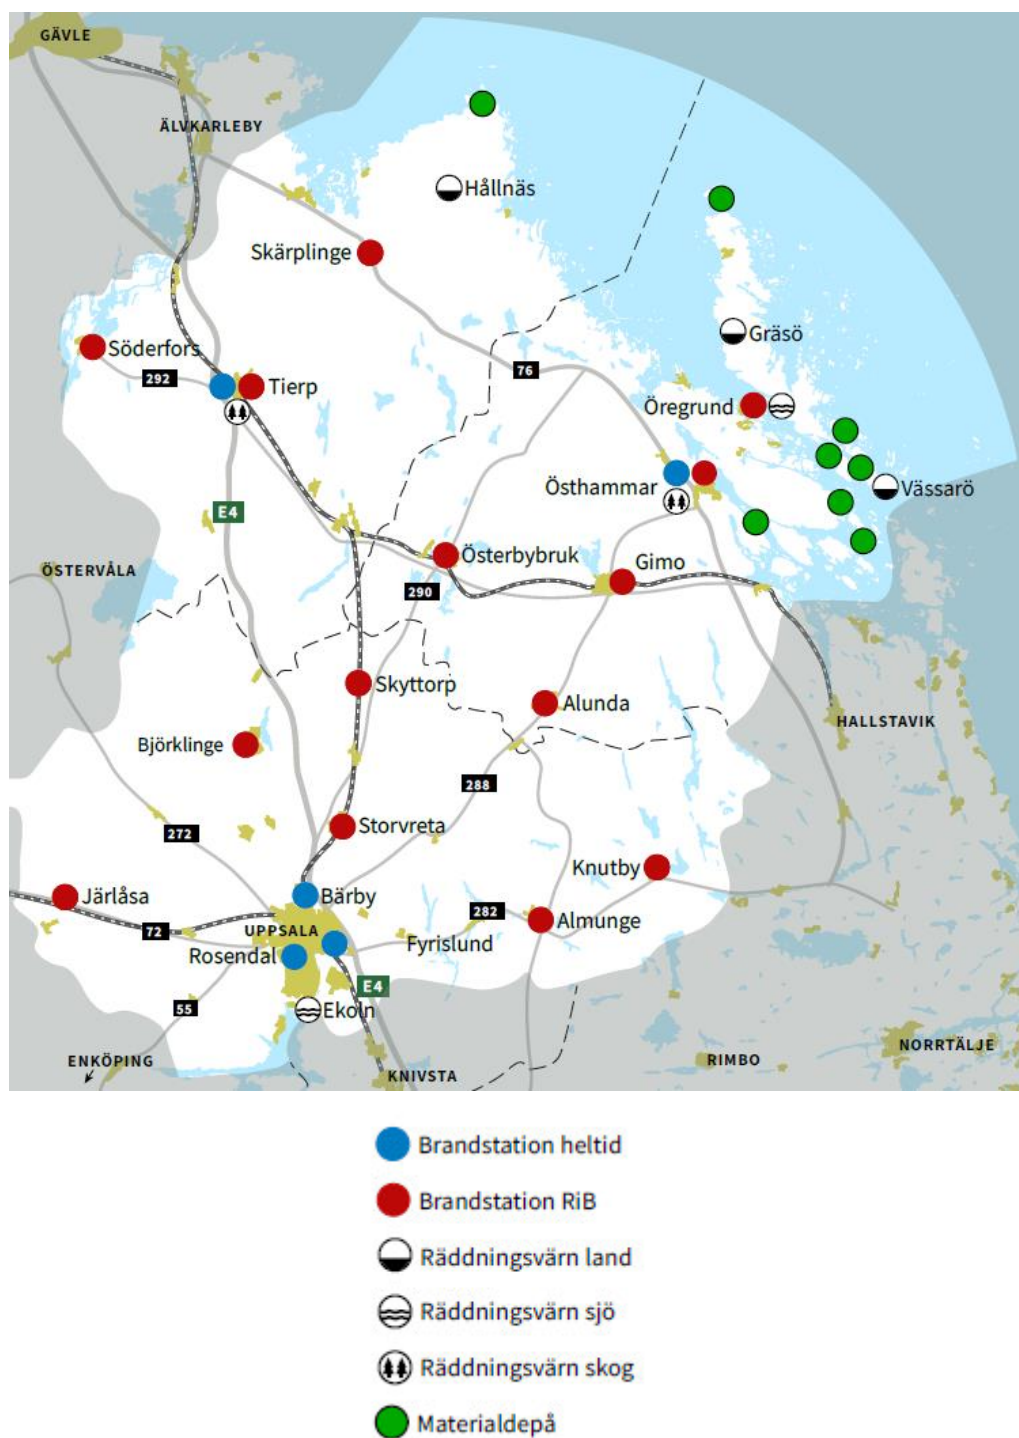 GÄVLE
ÄLVKARLEBY
Hållnäs
Skärplinge
Gräsö
Söderfors
292
Tierp
76
Öregrund
Östhammar
Vässarö
E4
Österbybruk
Gimo
ÖSTERVÅLA
290
Skyttorp
Alunda
HALLSTAVIK
Björklinge
288
Storvreta
272
Knutby
Järlåsa
Bärby
282
Almunge
72
UPPSALA
Fyrislund
Rosendal
E4
55
Ekoln
ENKÖPING
KNIVSTA
RIMBO
NORRTÄLJE
Brandstation heltid
Brandstation RiB
Räddningsvärn land
Räddningsvärn sjö
Räddningsvärn skog
Materialdepå